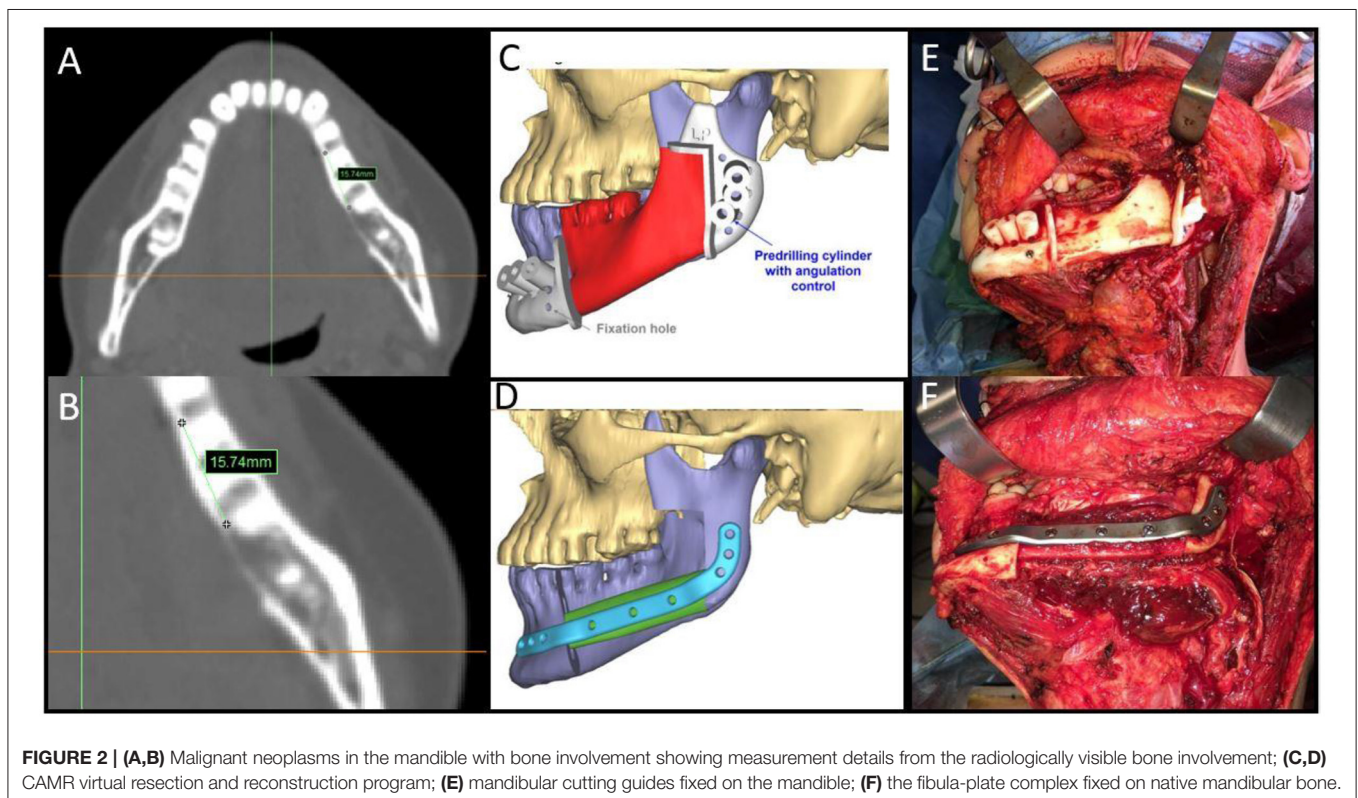 A
15.74mm
B
15.74mm
C
Predrilling cylinder
with angulation
control
Fixation hole
D
E
F
FIGURE 2 | (A,B) Malignant neoplasms in the mandible with bone involvement showing measurement details from the radiologically visible bone involvement; (C,D)
CAMR virtual resection and reconstruction program; (E) mandibular cutting guides fixed on the mandible; (F) the fibula-plate complex fixed on native mandibular bone.